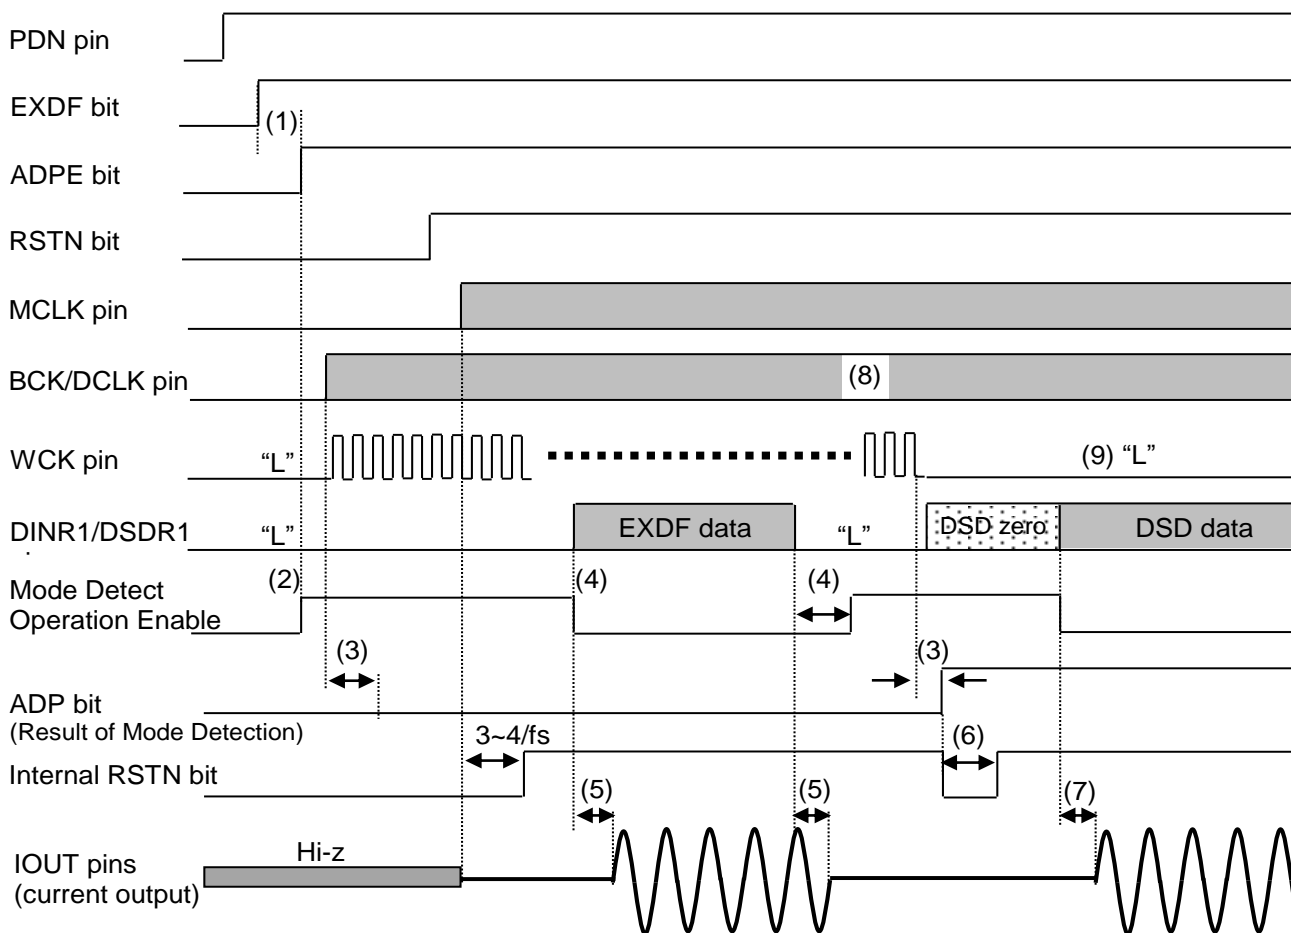 PDN pin
EXDF bit
(1)
ADPE bit
RSTN bit
MCLK pin
BCK/DCLK pin
(8)
WCK pin
“L”
(9) “L”
DINR1/DSDR1
“L”
EXDF data
“L”
DSD zero
DSD data
Mode Detect
Operation Enable
(2)
(4)
(4)
(3)
(3)
ADP bit
(Result of Mode Detection)
3~4/fs
(6)
Internal RSTN bit
(5)
(5)
(7)
Hi-z
IOUT pins
(current output)